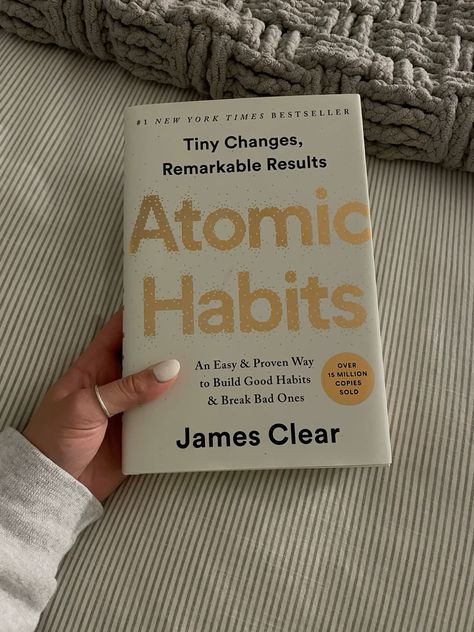 #1 NEW YORK TIMES BESTSELLER
Tiny Changes,
Remarkable Results
Atomic
Habits
An Easy & Proven Way
to Build Good Habits
& Break Bad Ones
OVER
15 MILLION
COPIES
SOLD
James Clear